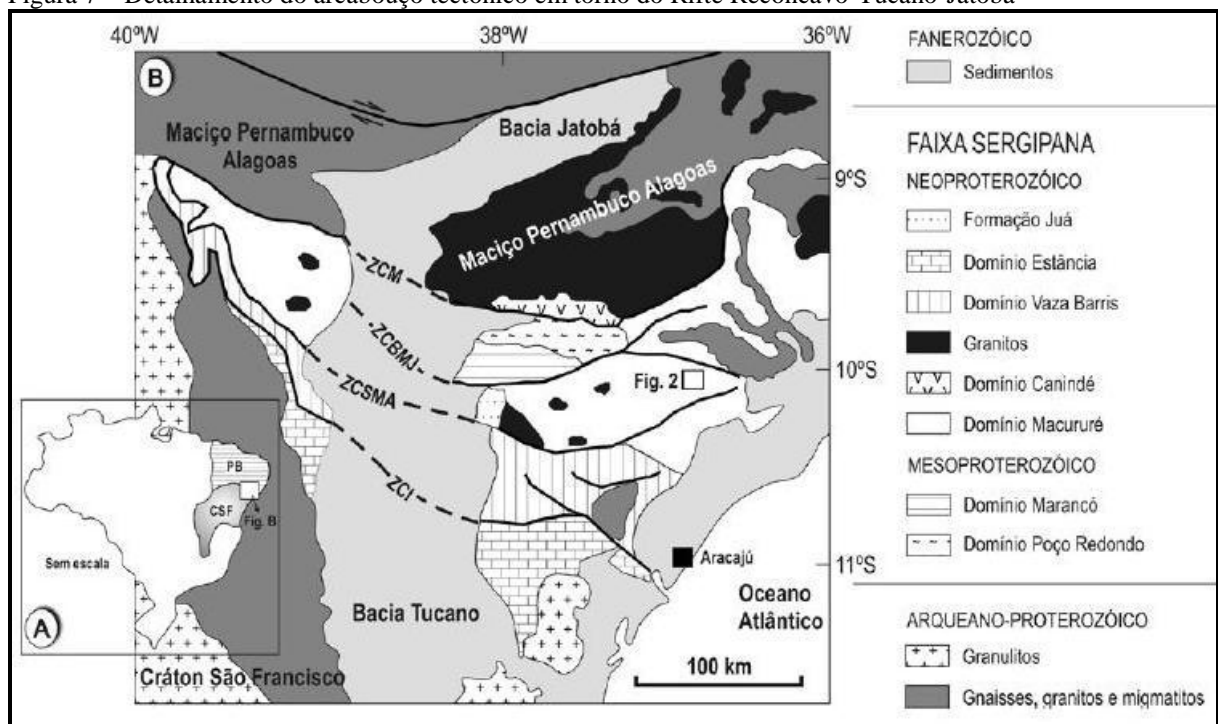 Figura 7 – Detalhamento do arcabouço tectônico em torno do Rifte Recôncavo-Tucano-Jatobá
40ºW
38ºW
36ºW
B
Maciço Pernambuco
Alagoas
Bacia Jatobá
Maciço Pernambuco Alagoas
9ºS
ZCM
ZCBMJ
ZCSMA
ZCI
Fig. 2
10ºS
PB
CSF
Fig. B
Sem escala
A
Aracajú
11ºS
Bacia Tucano
Oceano
Atlântico
Cráton São Francisco
100 km
FANEROZÓICO
Sedimentos
FAIXA SERGIPANA
NEOPROTEROZÓICO
Formação Juá
Domínio Estância
Domínio Vaza Barris
Granitos
Domínio Canindé
Domínio Macururé
MESOPROTEROZÓICO
Domínio Marancó
Domínio Poço Redondo
ARQUEANO-PROTEROZÓICO
Granulitos
Gnaisses, granitos e migmatitos